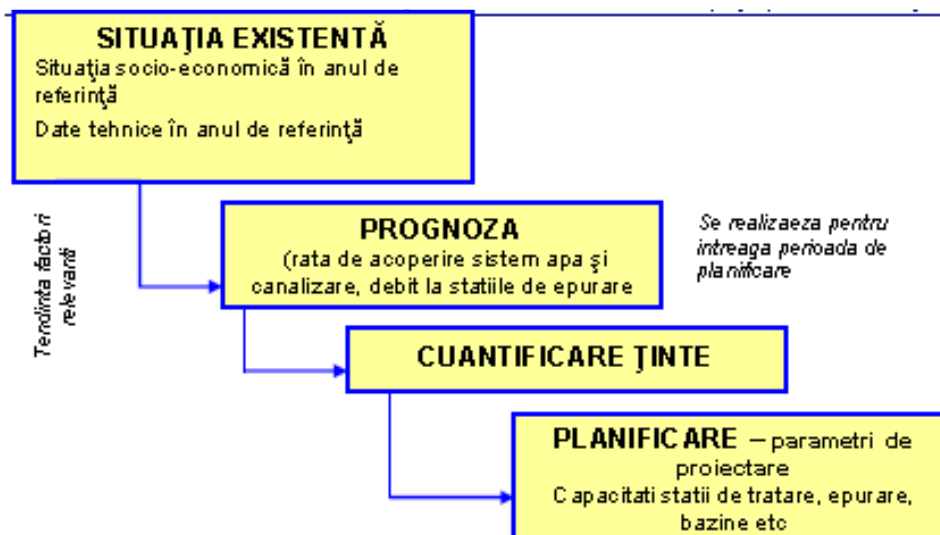 SITUAŢIA EXISTENTĂ
Situaţia socio-economică în anul de
referinţă
Date tehnice în anul de referinţă
Tendinta factori
relevanti
PROGNOZA
(rata de acoperire sistem apa şi
canalizare, debit la statiile de epurare
Se realizaeza pentru
intreaga perioada de
planificare
CUANTIFICARE ŢINTE
PLANIFICARE – parametri de
proiectare
Capacitati statii de tratare, epurare,
bazine etc